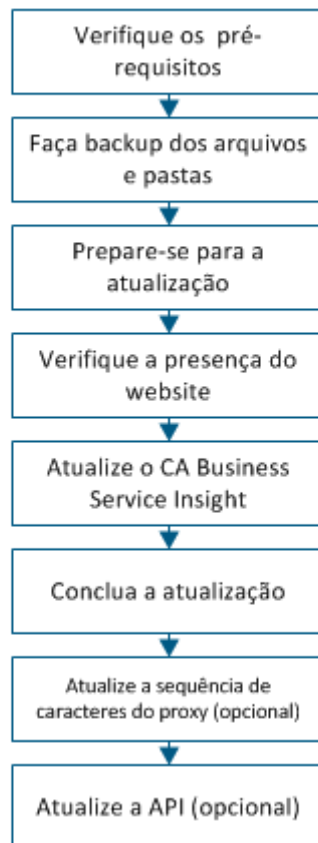 Verifique os pré-
requisitos
Faça backup dos arquivos
e pastas
Prepare-se para a
atualização
Verifique a presença do
website
Atualize o CA Business
Service Insight
Conclua a atualização
Atualize a sequência de
caracteres do proxy (opcional)
Atualize a API (opcional)